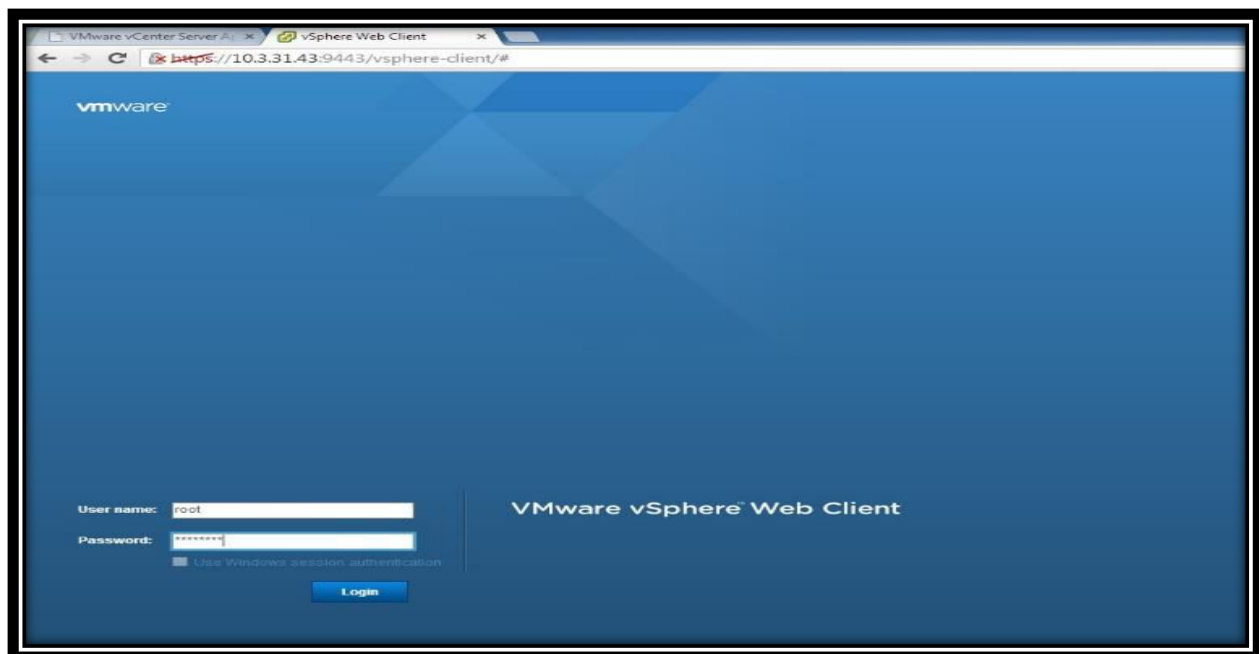 VMware vCenter Server A
vSphere Web Client
https://10.3.31.43:9443/vsphere-client/#
vmware
User name: root
VMware vSphere™ Web Client
Password: ********
Use Windows session authentication
Login